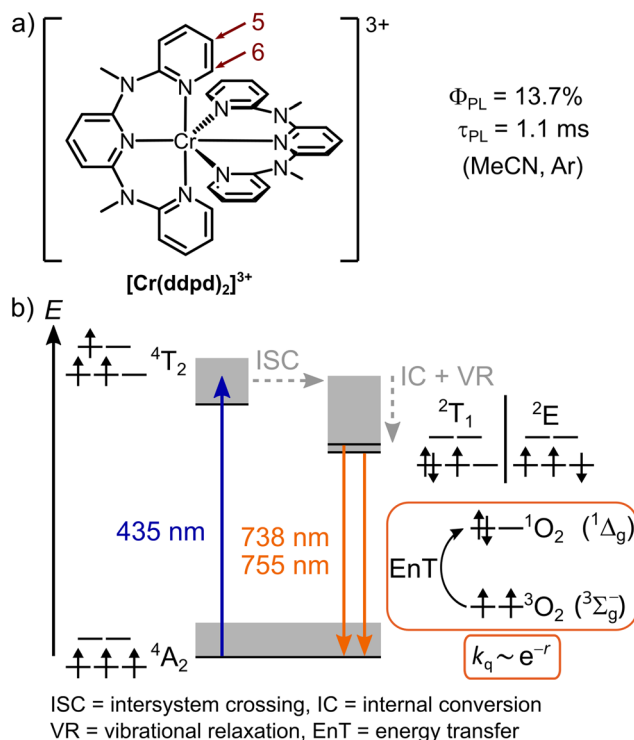 a)
3+
5
6
N
N
N
N
N
N
N
N
N
N
Cr
Φ_PL = 13.7%
τ_PL = 1.1 ms
(MeCN, Ar)
[Cr(ddpd)₂]³⁺
b) E
⁴T₂
ISC
IC + VR
²T₁
²E
435 nm
738 nm
755 nm
¹O₂ (¹Δg)
EnT
³O₂ (³Σg⁻)
⁴A₂
k_q ~ e⁻ʳ
ISC = intersystem crossing, IC = internal conversion
VR = vibrational relaxation, EnT = energy transfer